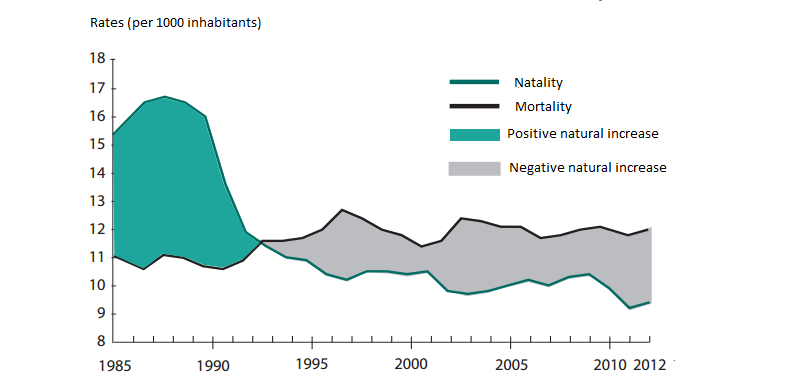 Rates (per 1000 inhabitants)
18
17
16
15
14
13
12
11
10
9
8
Natality
Mortality
Positive natural increase
Negative natural increase
1985 1990 1995 2000 2005 2010 2012